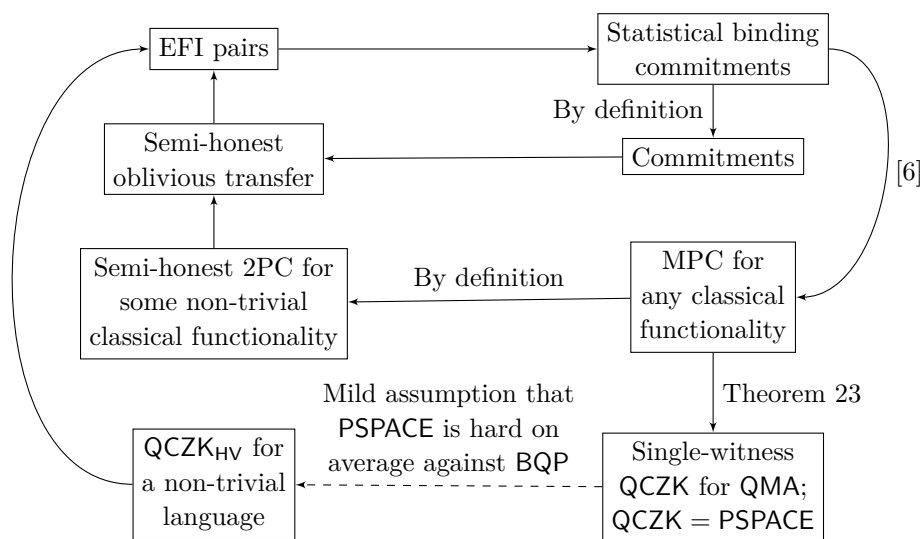 EFI pairs
Statistical binding
commitments
By definition
Semi-honest
oblivious transfer
Commitments
[6]
Semi-honest 2PC for
some non-trivial
classical functionality
By definition
MPC for
any classical
functionality
Mild assumption that
PSPACE is hard on
average against BQP
Theorem 23
QCZK_HV for
a non-trivial
language
Single-witness
QCZK for QMA;
QCZK = PSPACE